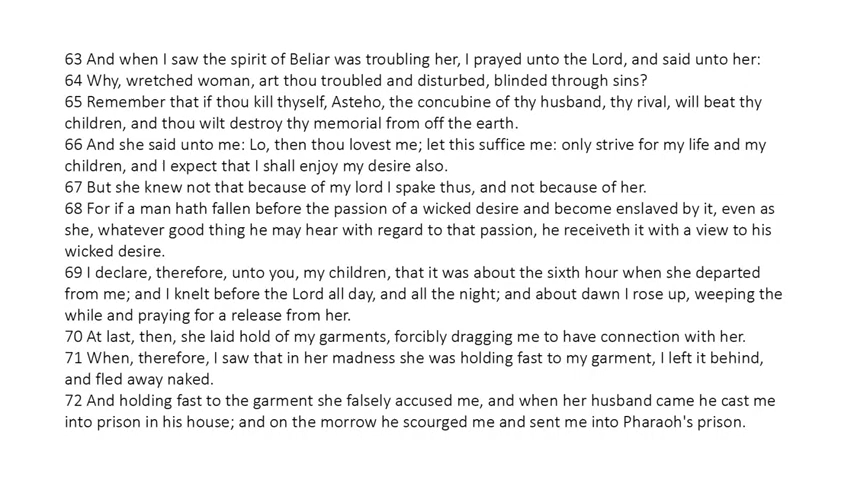 63 And when I saw the spirit of Beliar was troubling her, I prayed unto the Lord, and said unto her:
64 Why, wretched woman, art thou troubled and disturbed, blinded through sins?
65 Remember that if thou kill thyself, Asteho, the concubine of thy husband, thy rival, will beat thy
children, and thou wilt destroy thy memorial from off the earth.
66 And she said unto me: Lo, then thou lovest me; let this suffice me: only strive for my life and my
children, and I expect that I shall enjoy my desire also.
67 But she knew not that because of my lord I spake thus, and not because of her.
68 For if a man hath fallen before the passion of a wicked desire and become enslaved by it, even as
she, whatever good thing he may hear with regard to that passion, he receiveth it with a view to his
wicked desire.
69 I declare, therefore, unto you, my children, that it was about the sixth hour when she departed
from me; and I knelt before the Lord all day, and all the night; and about dawn I rose up, weeping the
while and praying for a release from her.
70 At last, then, she laid hold of my garments, forcibly dragging me to have connection with her.
71 When, therefore, I saw that in her madness she was holding fast to my garment, I left it behind,
and fled away naked.
72 And holding fast to the garment she falsely accused me, and when her husband came he cast me
into prison in his house; and on the morrow he scourged me and sent me into Pharaoh's prison.